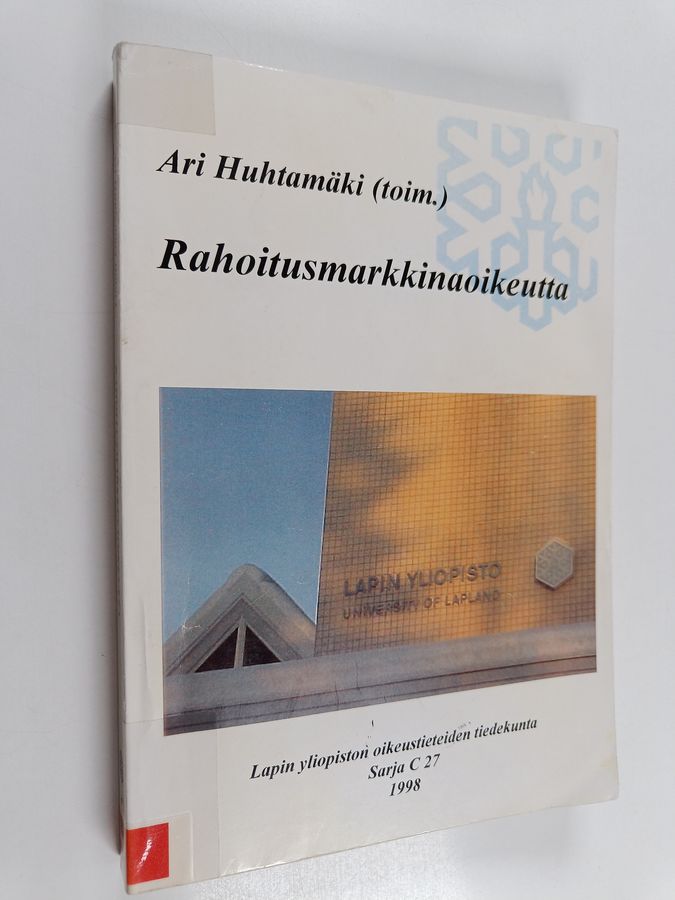 Ari Huhtamäki (toim.)
Rahoitusmarkkinaoikeutta
LAPIN YLIOPISTO
UNIVERSITY OF LAPLAND
Lapin yliopiston oikeustieteiden tiedekunta
Sarja C 27
1998